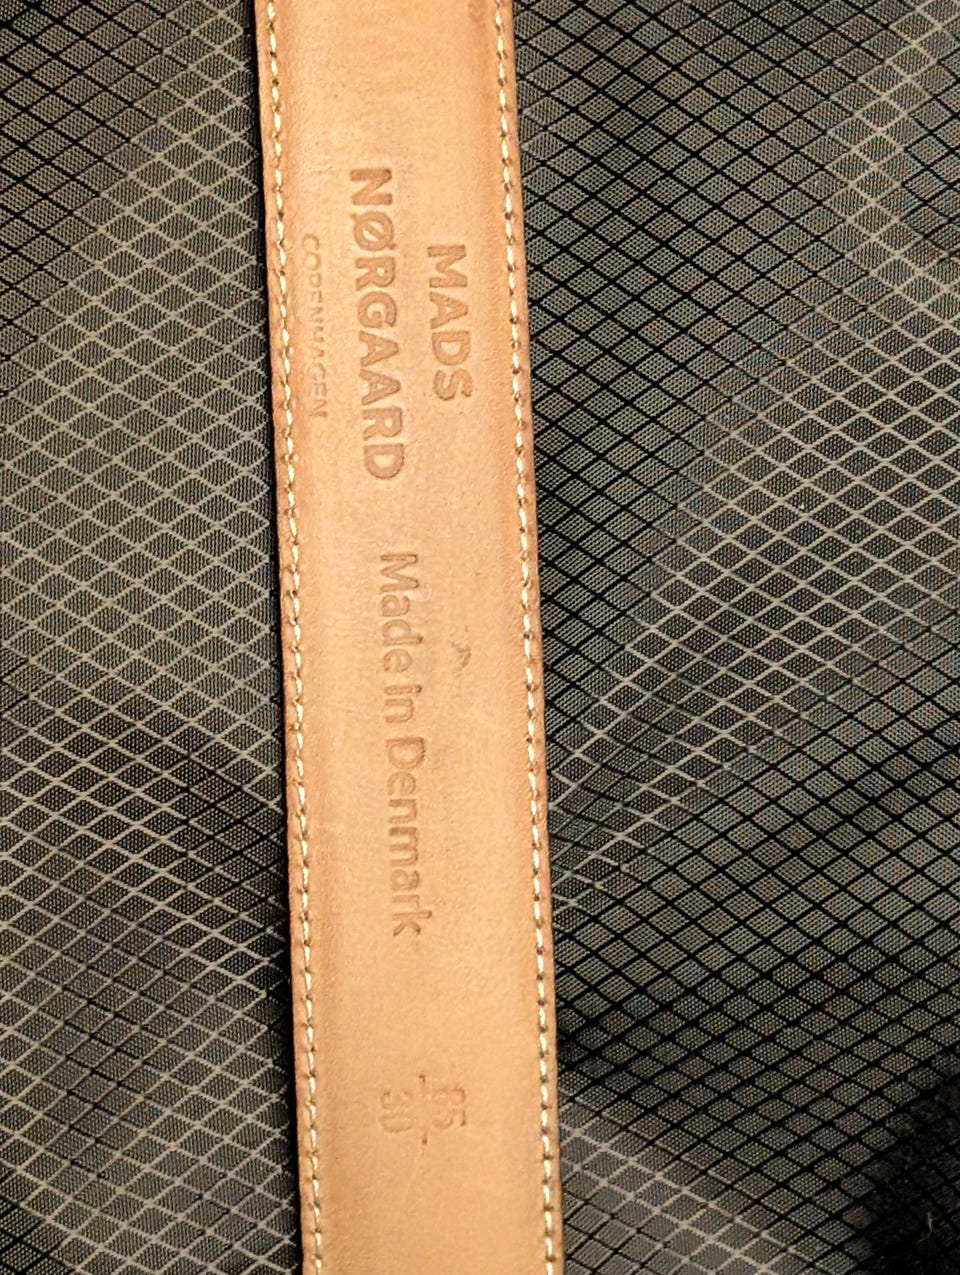 MADS
NØRGAARD
COPENHAGEN
Made in Denmark
85
30